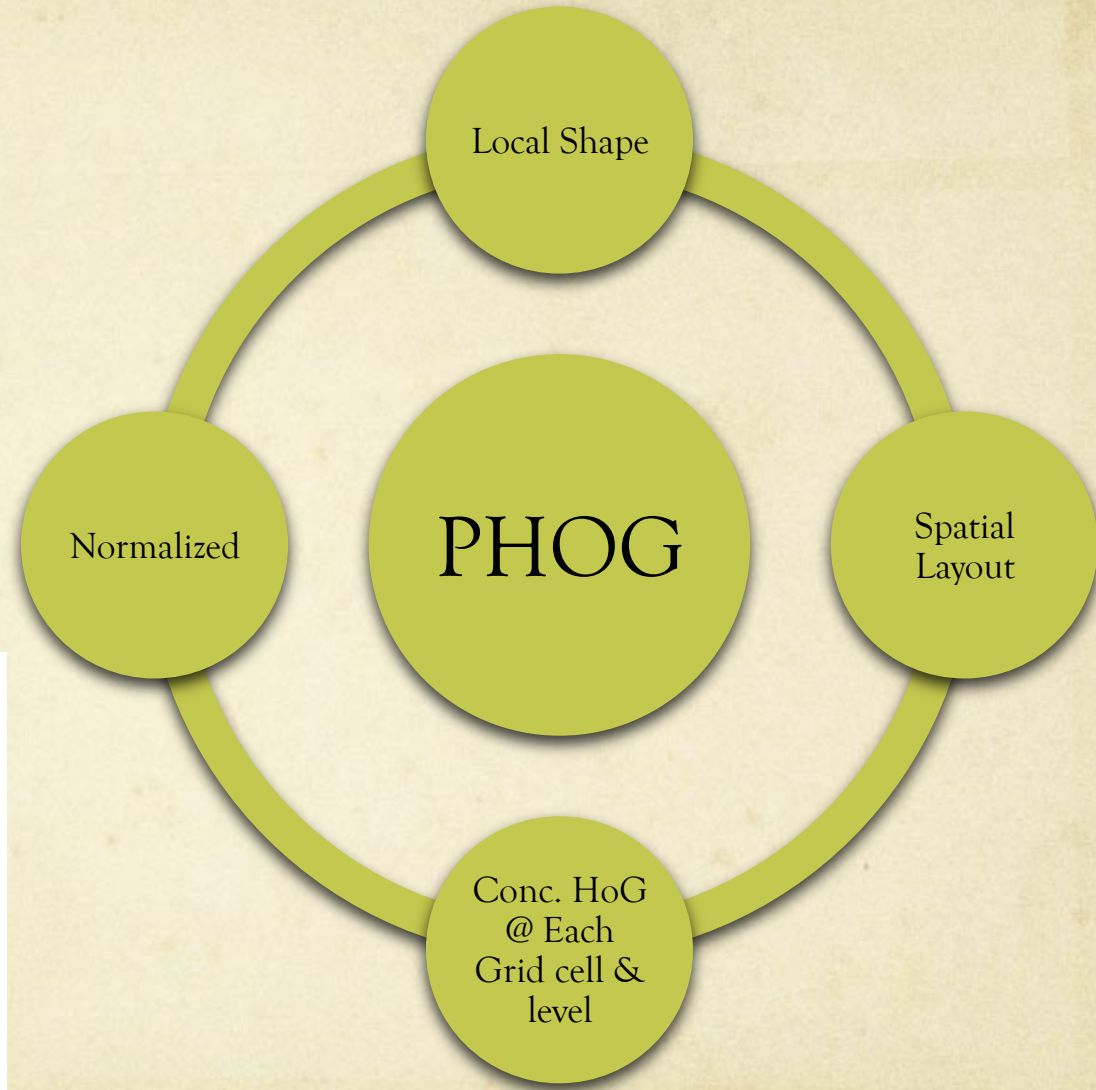 Local Shape
Normalized
PHOG
Spatial
Layout
Conc. HoG
@ Each
Grid cell &
level